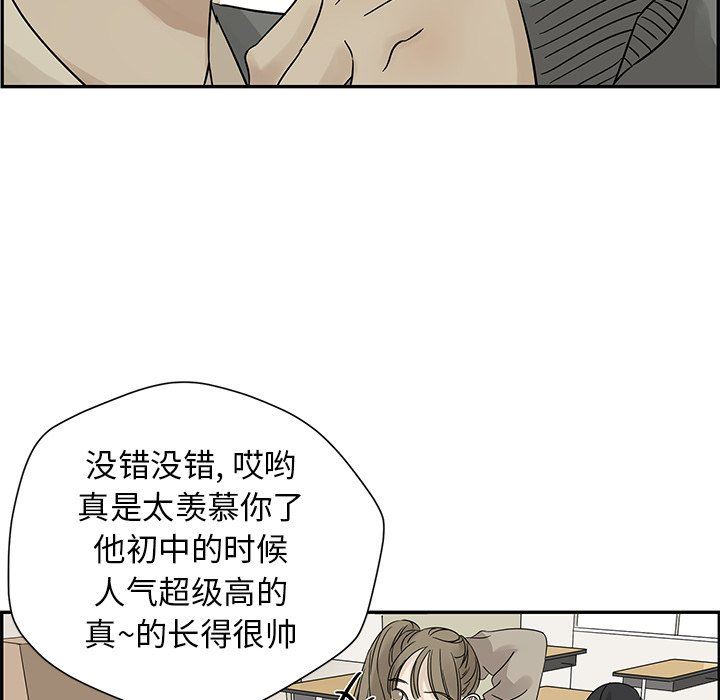 没错没错, 哎哟
真是太羡慕你了
他初中的时候
人气超级高的
真~的长得很帅